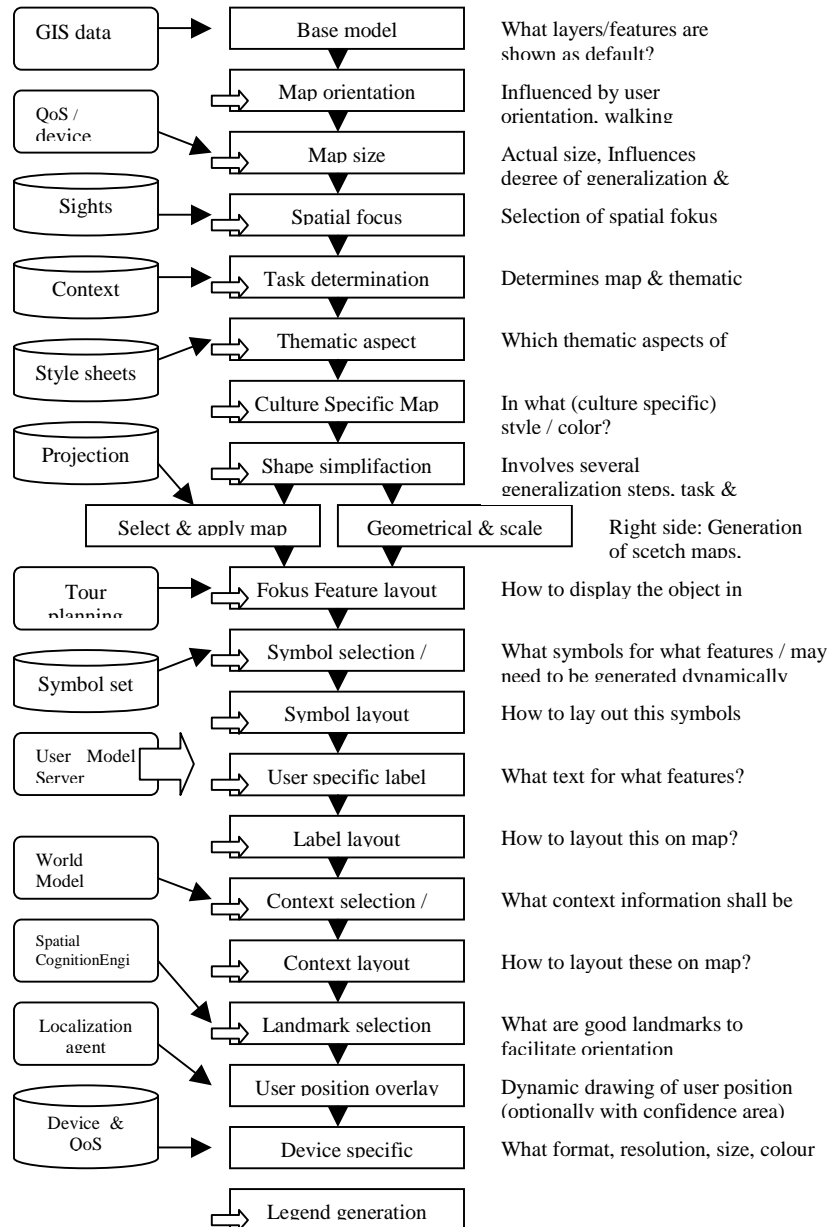 GIS data
Base model
What layers/features are
shown as default?
Map orientation
Influenced by user
orientation, walking
QoS /
device
Map size
Actual size, Influences
degree of generalization &
Sights
Spatial focus
Selection of spatial fokus
Context
Task determination
Determines map & thematic
Style sheets
Thematic aspect
Which thematic aspects of
Culture Specific Map
In what (culture specific)
style / color?
Projection
Shape simplifaction
Involves several
generalization steps, task &
Select & apply map
Geometrical & scale
Right side: Generation
of scetch maps,
Tour
planning
Fokus Feature layout
How to display the object in
Symbol set
Symbol selection /
What symbols for what features / may
need to be generated dynamically
Symbol layout
How to lay out this symbols
User Model
Server
User specific label
What text for what features?
Label layout
How to layout this on map?
World
Model
Context selection /
What context information shall be
Spatial
CognitionEngi
Context layout
How to layout these on map?
Localization
agent
Landmark selection
What are good landmarks to
facilitate orientation
User position overlay
Dynamic drawing of user position
(optionally with confidence area)
Device &
QoS
Device specific
What format, resolution, size, colour
Legend generation